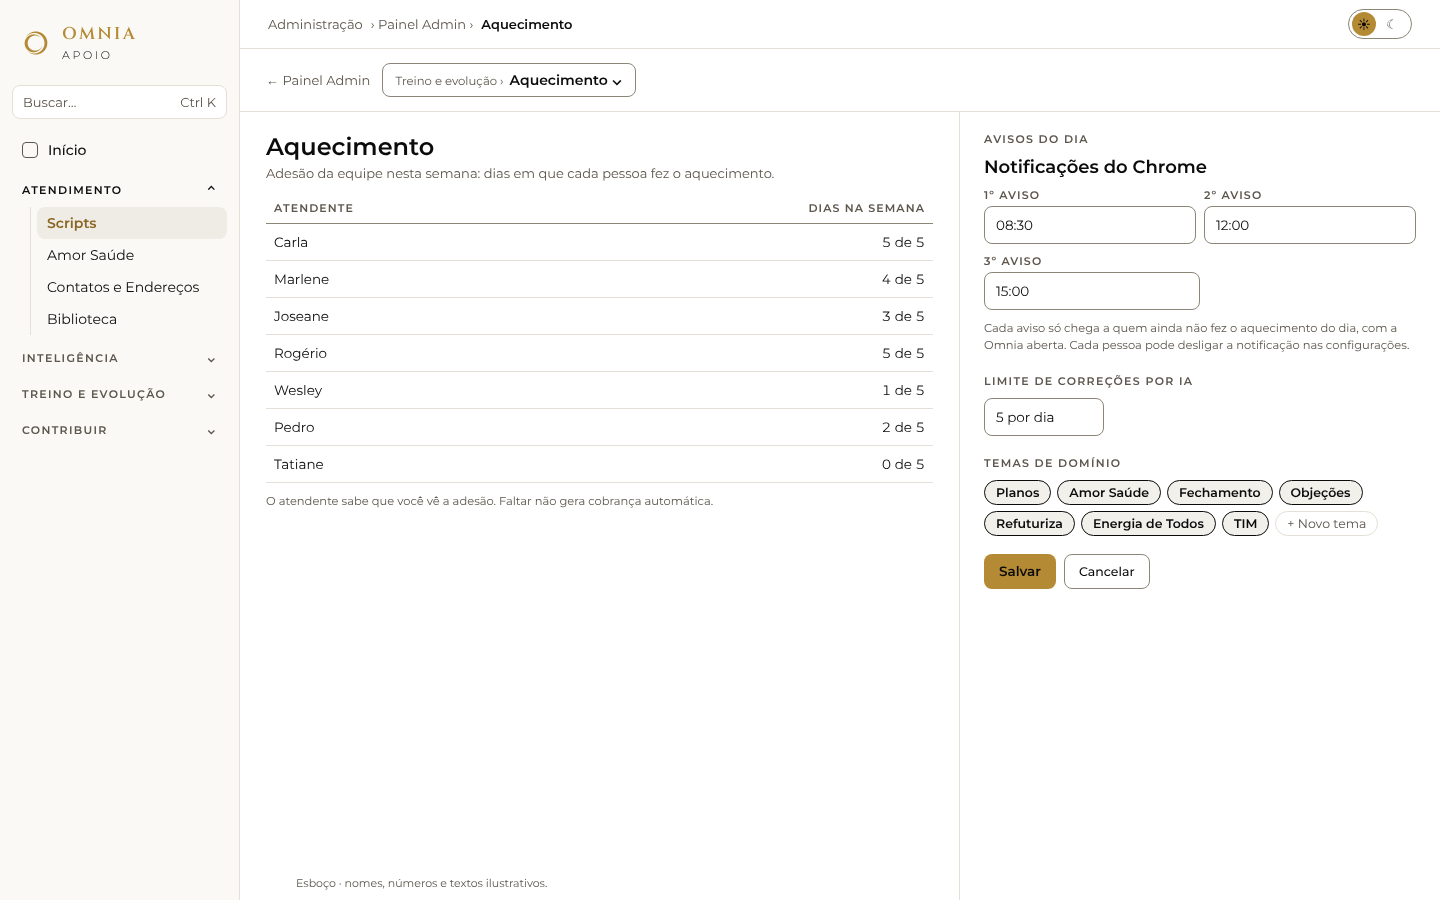 OMNIA
APOIO
Buscar... Ctrl K
Início
ATENDIMENTO
Scripts
Amor Saúde
Contatos e Endereços
Biblioteca
INTELIGÊNCIA
TREINO E EVOLUÇÃO
CONTRIBUIR
Administração › Painel Admin › Aquecimento
← Painel Admin
Treino e evolução › Aquecimento
Aquecimento
Adesão da equipe nesta semana: dias em que cada pessoa fez o aquecimento.
ATENDENTE DIAS NA SEMANA
Carla 5 de 5
Marlene 4 de 5
Joseane 3 de 5
Rogério 5 de 5
Wesley 1 de 5
Pedro 2 de 5
Tatiane 0 de 5
O atendente sabe que você vê a adesão. Faltar não gera cobrança automática.
Esboço · nomes, números e textos ilustrativos.
AVISOS DO DIA
Notificações do Chrome
1º AVISO 2º AVISO
08:30 12:00
3º AVISO
15:00
Cada aviso só chega a quem ainda não fez o aquecimento do dia, com a
Omnia aberta. Cada pessoa pode desligar a notificação nas configurações.
LIMITE DE CORREÇÕES POR IA
5 por dia
TEMAS DE DOMÍNIO
Planos Amor Saúde Fechamento Objeções
Refuturiza Energia de Todos TIM + Novo tema
Salvar Cancelar